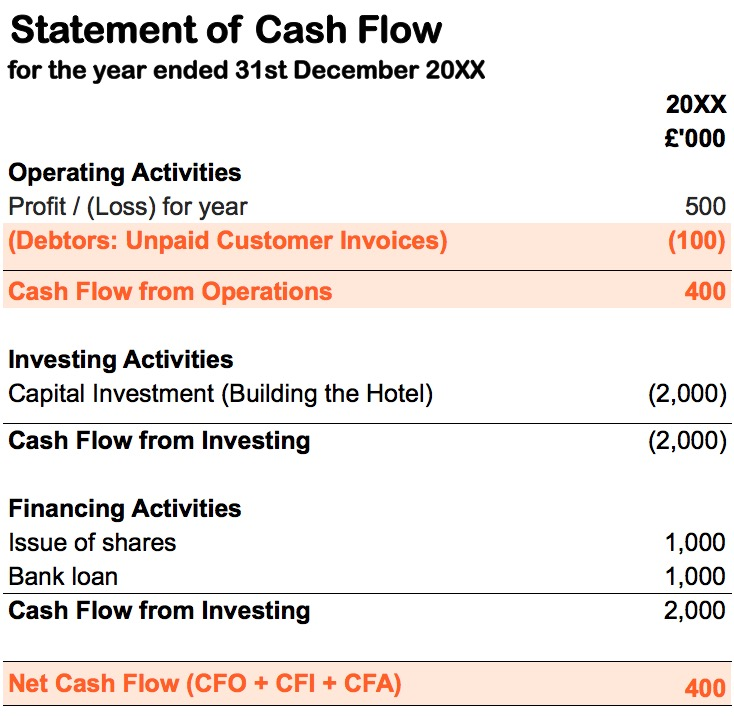 Statement of Cash Flow
for the year ended 31st December 20XX
20XX
£'000
Operating Activities
Profit / (Loss) for year 500
(Debtors: Unpaid Customer Invoices) (100)
Cash Flow from Operations 400
Investing Activities
Capital Investment (Building the Hotel) (2,000)
Cash Flow from Investing (2,000)
Financing Activities
Issue of shares 1,000
Bank loan 1,000
Cash Flow from Investing 2,000
Net Cash Flow (CFO + CFI + CFA) 400